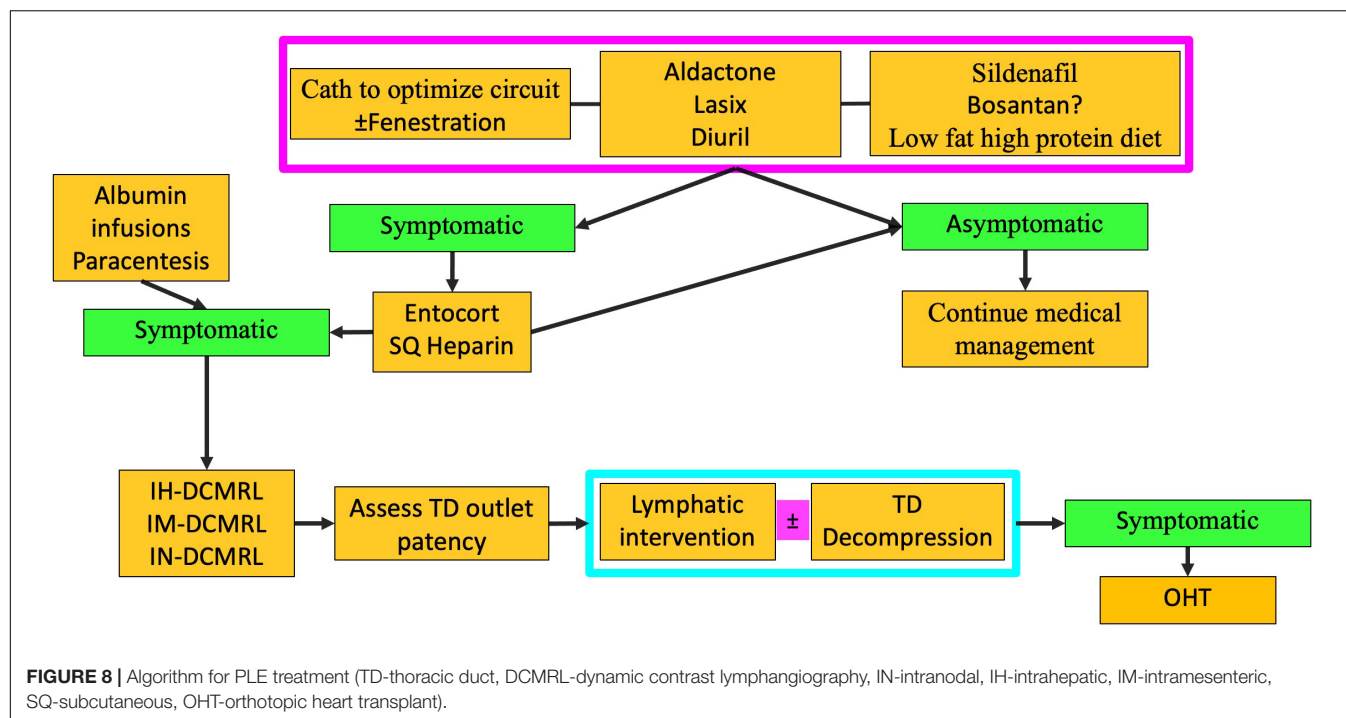 Cath to optimize circuit
±Fenestration
Aldactone
Lasix
Diuril
Sildenafil
Bosantan?
Low fat high protein diet
Albumin
infusions
Paracentesis
Symptomatic
Asymptomatic
Symptomatic
Entocort
SQ Heparin
Continue medical
management
IH-DCMRL
IM-DCMRL
IN-DCMRL
Assess TD outlet
patency
Lymphatic
intervention
±
TD
Decompression
Symptomatic
OHT
FIGURE 8 | Algorithm for PLE treatment (TD-thoracic duct, DCMRL-dynamic contrast lymphangiography, IN-intranodal, IH-intrahepatic, IM-intramesenteric,
SQ-subcutaneous, OHT-orthotopic heart transplant).